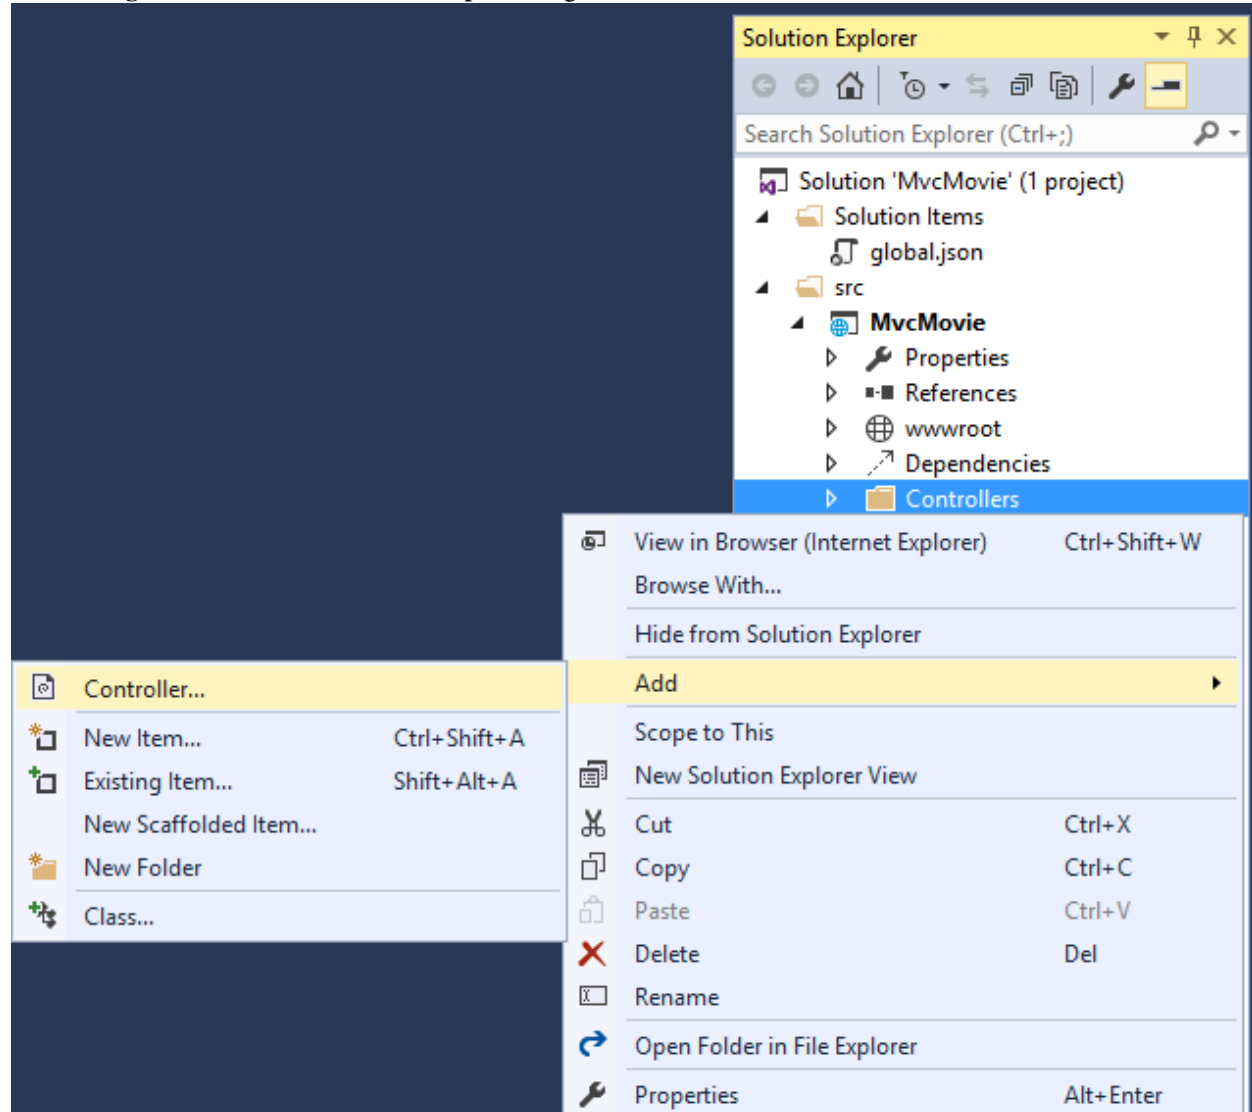 Solution Explorer
Search Solution Explorer (Ctrl+;)
Solution 'MvcMovie' (1 project)
Solution Items
global.json
src
MvcMovie
Properties
References
wwwroot
Dependencies
Controllers
View in Browser (Internet Explorer) Ctrl+Shift+W
Browse With...
Hide from Solution Explorer
Add
Scope to This
New Solution Explorer View
Cut Ctrl+X
Copy Ctrl+C
Paste Ctrl+V
Delete Del
Rename
Open Folder in File Explorer
Properties Alt+Enter
Controller...
New Item... Ctrl+Shift+A
Existing Item... Shift+Alt+A
New Scaffolded Item...
New Folder
Class...